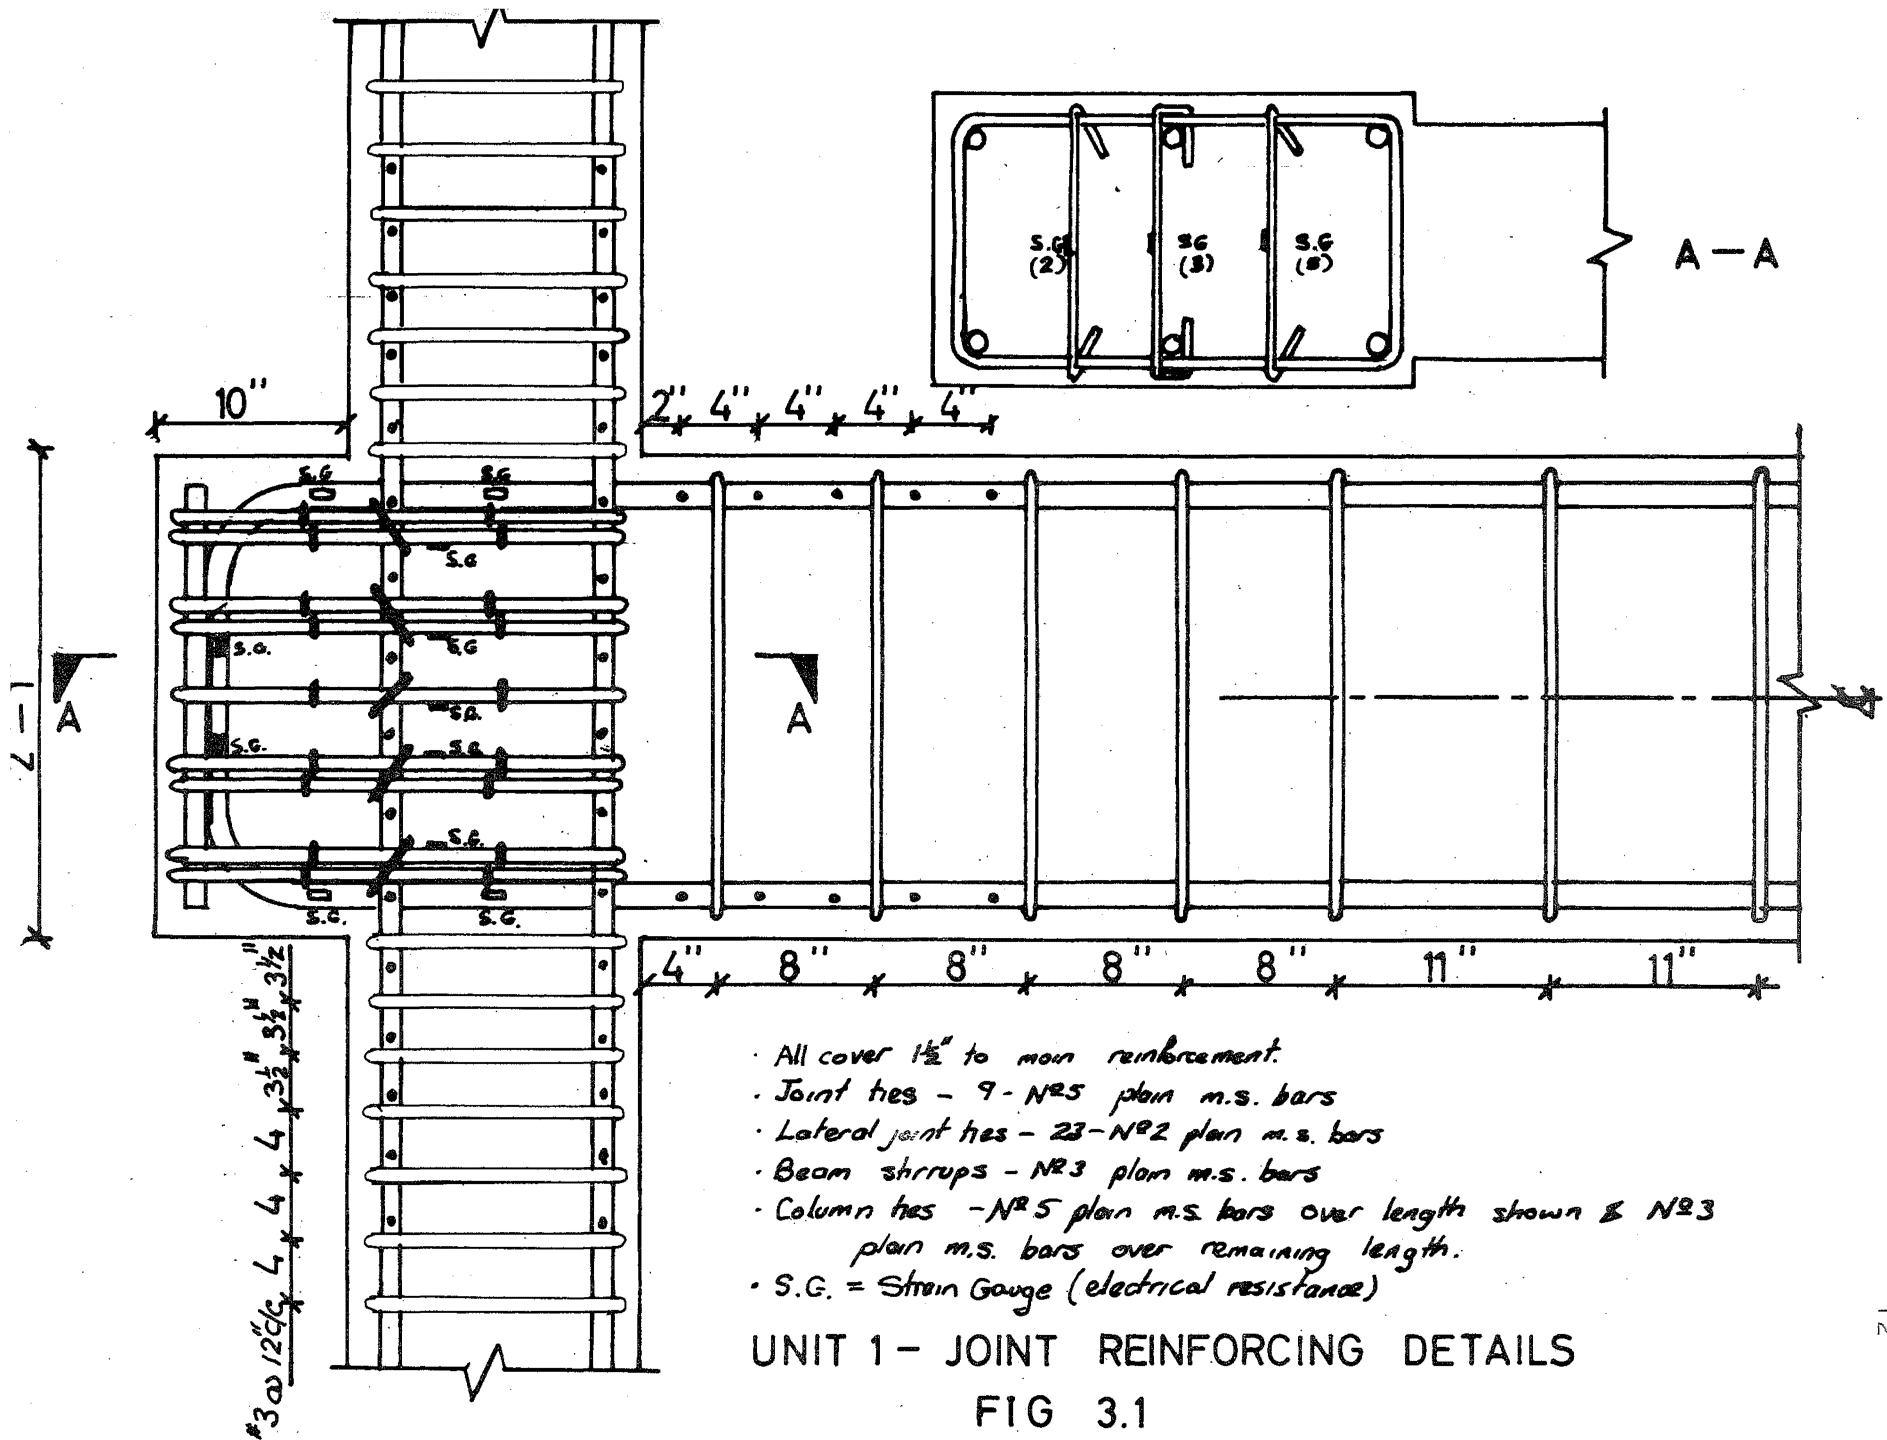 S.G SG S.G
(2) (3)
A - A
10"
2" 4" 4" 4" 4"
S.G S.G
S.G
S.G. S.G
A A
S.G.
S.G. S.G
S.G.
S.G. S.G.
4" 8" 8" 8" 8" 11" 11"
#3 @ 12" C/C 4 4 4 3½" 3½" 3½"
· All cover 1½" to main reinforcement.
· Joint ties - 9 - Nº5 plain m.s. bars
· Lateral joint ties - 23 - Nº2 plain m.s. bars
· Beam stirrups - Nº3 plain m.s. bars
· Column ties - Nº5 plain m.s. bars over length shown & Nº3
plain m.s. bars over remaining length.
· S.G. = Strain Gauge (electrical resistance)
UNIT 1 - JOINT REINFORCING DETAILS
FIG 3.1